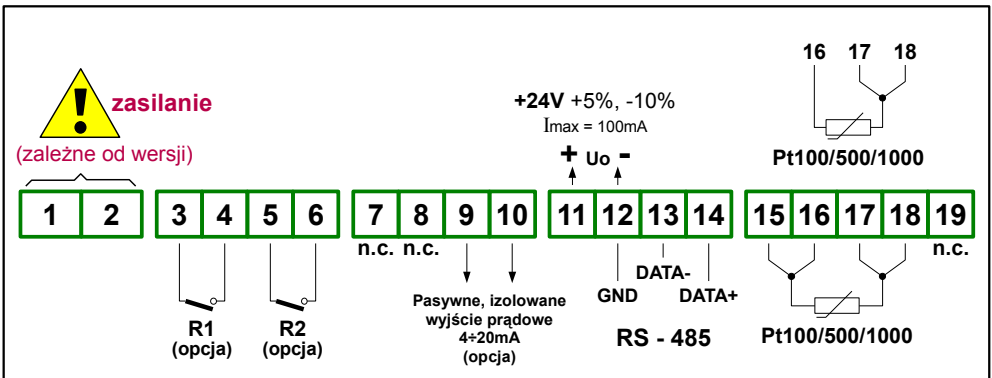 16 17 18
Pt100/500/1000
zasilanie
(zależne od wersji)
+24V +5%, -10%
Imax = 100mA
+ Uo -
1 2 3 4 5 6 7 8 9 10 11 12 13 14 15 16 17 18 19
n.c. n.c.
n.c.
R1
(opcja)
R2
(opcja)
Pasywne, izolowane
wyjście prądowe
4÷20mA
(opcja)
DATA-
GND DATA+
RS - 485
Pt100/500/1000